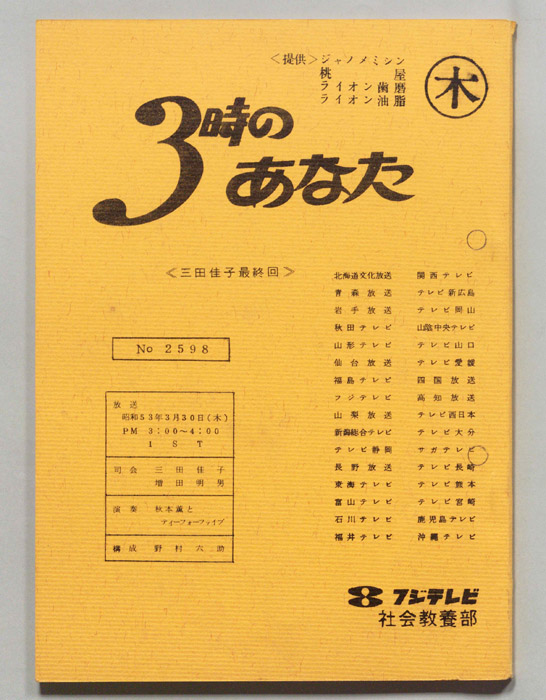 <提供>ジャノメミシン
桃屋
ライオン歯磨
ライオン油脂
木
3時の
あなた
≪三田佳子最終回≫
No 2598
放送
昭和53年3月30日(木)
PM 3:00〜4:00
1ST
司会 三田佳子
増田明男
演奏 秋本薫と
ティーフォーファイブ
構成 野村六助
北海道文化放送
青森放送
岩手放送
秋田テレビ
山形テレビ
仙台放送
福島テレビ
フジテレビ
山梨放送
新潟総合テレビ
テレビ静岡
長野放送
東海テレビ
富山テレビ
石川テレビ
福井テレビ
関西テレビ
テレビ新広島
テレビ岡山
山陰中央テレビ
テレビ山口
テレビ愛媛
四国放送
高知放送
テレビ西日本
テレビ大分
サガテレビ
テレビ長崎
テレビ熊本
テレビ宮崎
鹿児島テレビ
沖縄テレビ
8 フジテレビ
社会教養部